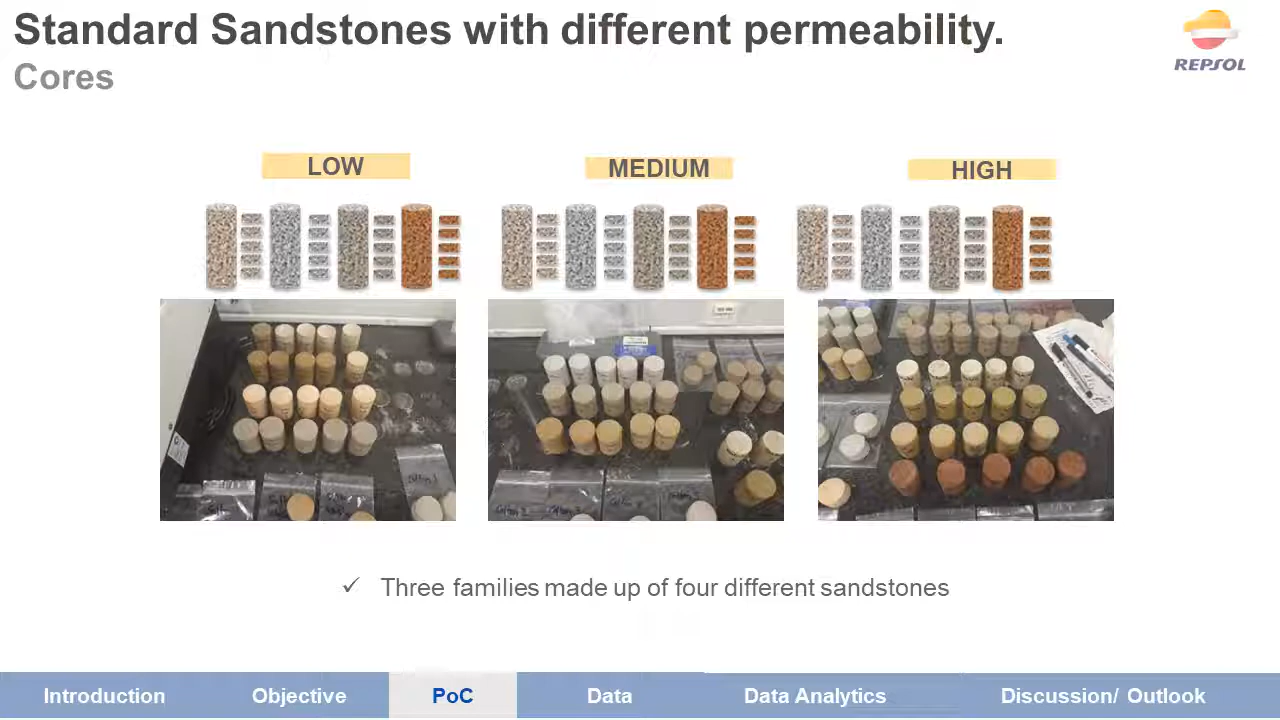 Standard Sandstones with different permeability.
Cores
REPSOL
LOW
MEDIUM
HIGH
✓ Three families made up of four different sandstones
Introduction
Objective
PoC
Data
Data Analytics
Discussion/ Outlook